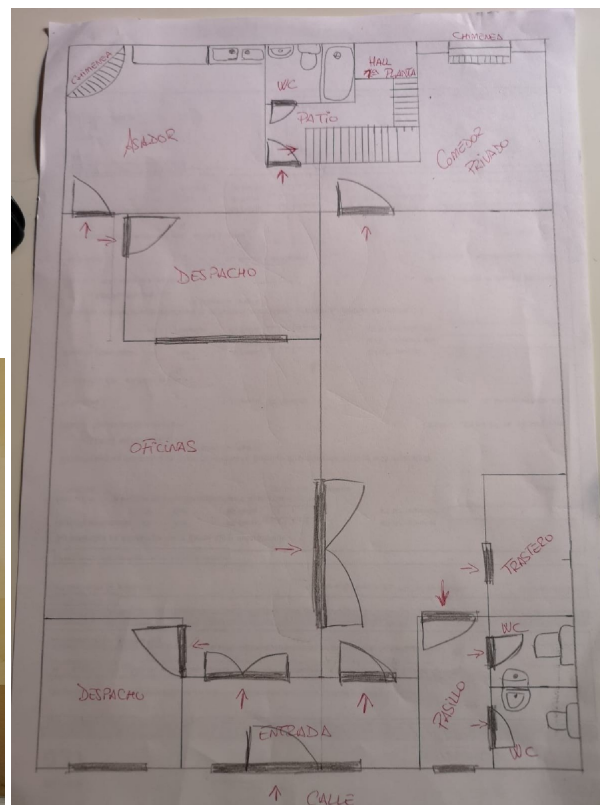 CHIMENEA
CHIMENEA
HALL
1ª PLANTA
WC
PATIO
ASADOR
COMEDOR
PRIVADO
DESPACHO
OFICINAS
TRASTERO
WC
DESPACHO
PASILLO
ENTRADA
WC
CALLE